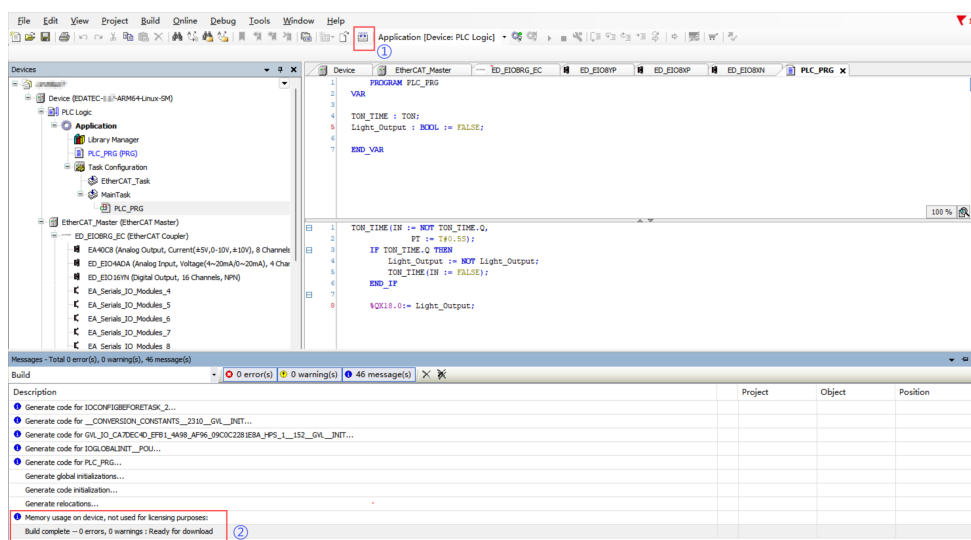 File Edit View Project Build Online Debug Tools Window Help
Application [Device: PLC Logic]
①
Devices
Device (EDATEC- -ARM64-Linux-SM)
PLC Logic
Application
Library Manager
PLC_PRG (PRG)
Task Configuration
EtherCAT_Task
MainTask
PLC_PRG
EtherCAT_Master (EtherCAT Master)
ED_EIOBRG_EC (EtherCAT Coupler)
EA40C8 (Analog Output, Current(±5V,0-10V,±10V), 8 Channels
ED_EIO4ADA (Analog Input, Voltage(4~20mA/0~20mA), 4 Char
ED_EIO16YN (Digital Output, 16 Channels, NPN)
EA_Serials_IO_Modules_4
EA_Serials_IO_Modules_5
EA_Serials_IO_Modules_6
EA_Serials_IO_Modules_7
EA_Serials_IO_Modules_8
Device EtherCAT_Master ED_EIOBRG_EC ED_EIO8YP ED_EIO8XP ED_EIO8XN PLC_PRG X
1 PROGRAM PLC_PRG
2 VAR
3
4 TON_TIME : TON;
5 Light_Output : BOOL := FALSE;
6
7 END_VAR
100 %
1 TON_TIME(IN := NOT TON_TIME.Q,
2 PT := T#0.5S);
3 IF TON_TIME.Q THEN
4 Light_Output := NOT Light_Output;
5 TON_TIME(IN := FALSE);
6 END_IF
7
8 %QX18.0:= Light_Output;
Messages - Total 0 error(s), 0 warning(s), 46 message(s)
Build 0 error(s) 0 warning(s) 46 message(s)
Description Project Object Position
Generate code for IOCONFIGBEFORETASK_2...
Generate code for __CONVERSION_CONSTANTS__2310__GVL__INIT...
Generate code for GVL_IO_CA7DEC4D_EFB1_4A98_AF96_09C0C2281E8A_HPS_1__152__GVL__INIT...
Generate code for IOGLOBALINIT__POU...
Generate code for PLC_PRG...
Generate global initializations...
Generate code initialization...
Generate relocations...
Memory usage on device, not used for licensing purposes:
Build complete -- 0 errors, 0 warnings : Ready for download
②